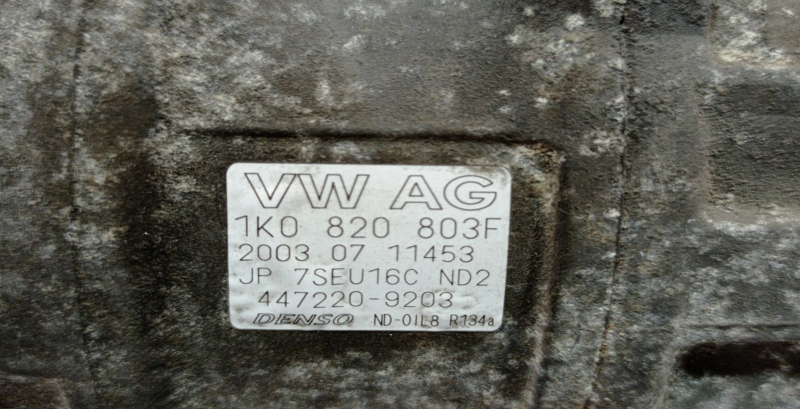 VW AG
1K0 820 803F
2003 07 11453
JP 7SEU16C ND2
447220-9203
DENSO ND-OIL8 R134a